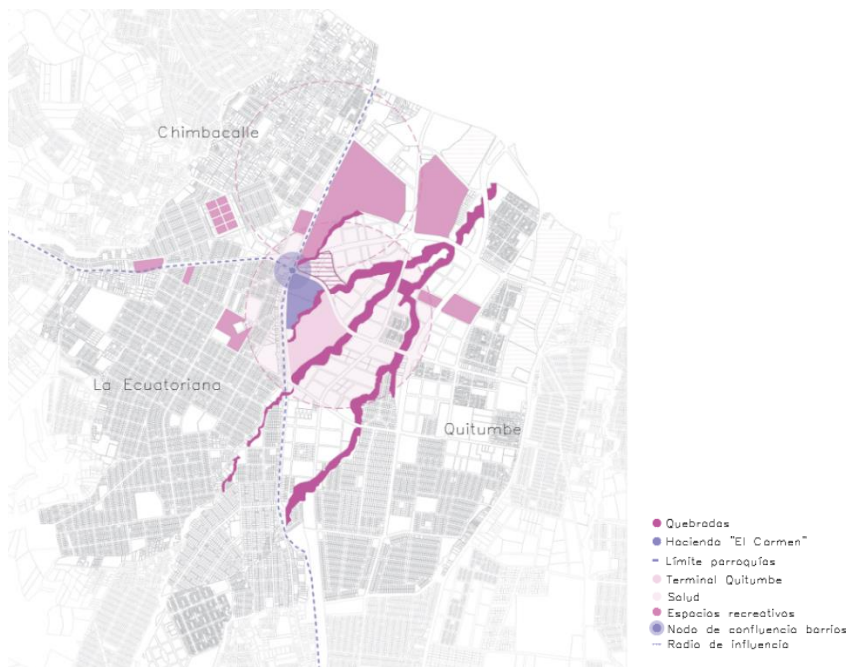 Chimbacalle
La Ecuatoriana
Quitumbe
Quebradas
Hacienda "El Carmen"
Límite parroquias
Terminal Quitumbe
Salud
Espacios recreativos
Nodo de confluencia barrios
Radio de influencia